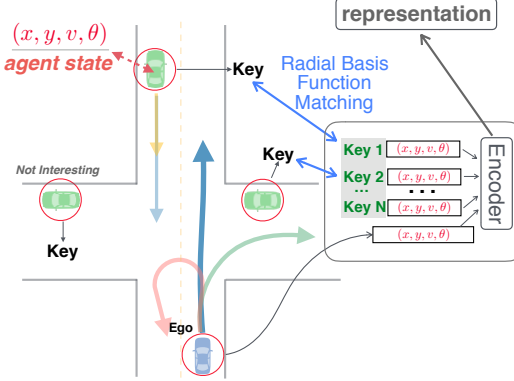 representation
(x, y, v, θ)
agent state
Key
Radial Basis
Function
Matching
Not Interesting
Key
Key
Key 1 (x, y, v, θ)
Key 2 (x, y, v, θ)
... ...
Key N (x, y, v, θ)
(x, y, v, θ)
Encoder
Ego